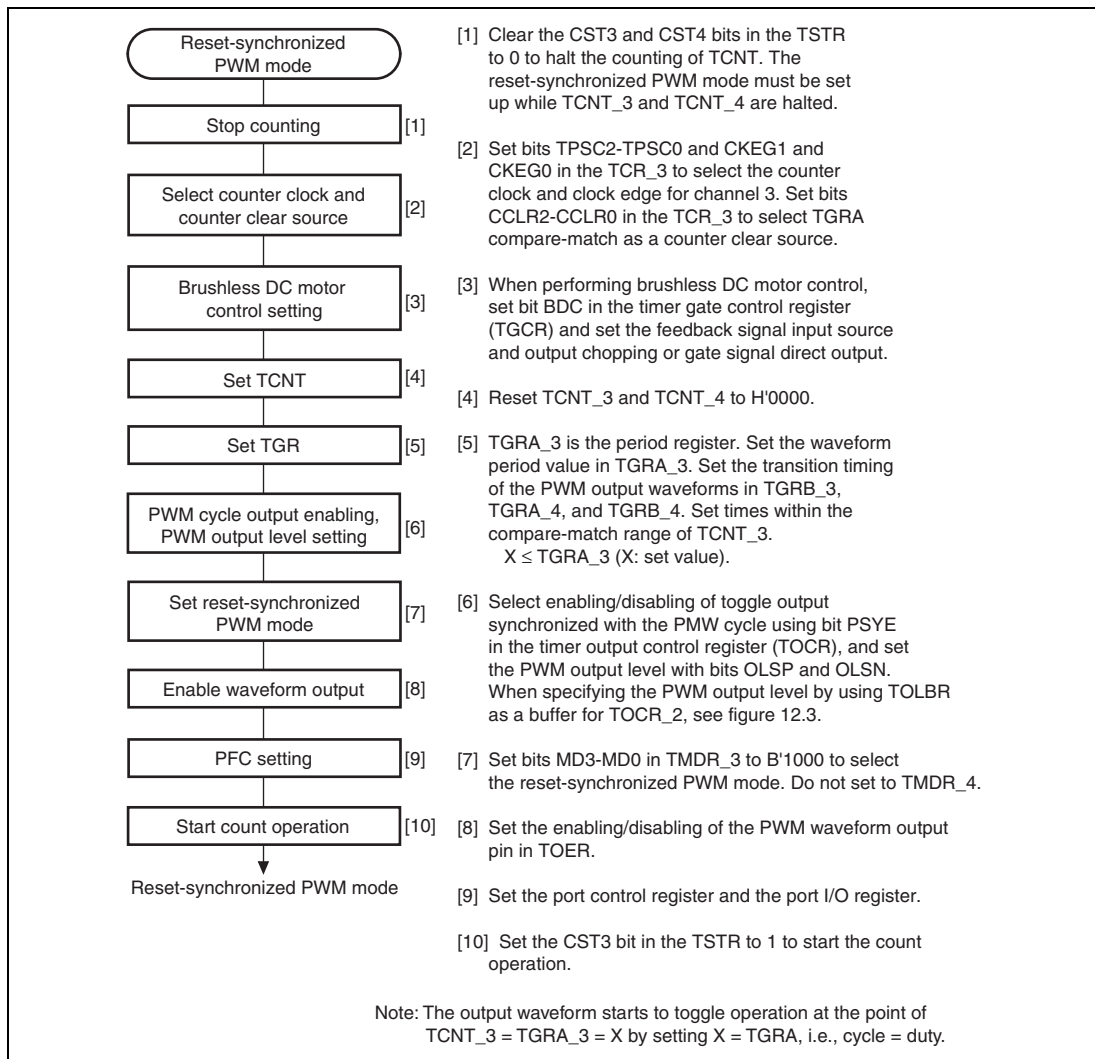 Reset-synchronized
PWM mode
Stop counting
[1]
Select counter clock and
counter clear source
[2]
Brushless DC motor
control setting
[3]
Set TCNT
[4]
Set TGR
[5]
PWM cycle output enabling,
PWM output level setting
[6]
Set reset-synchronized
PWM mode
[7]
Enable waveform output
[8]
PFC setting
[9]
Start count operation
[10]
Reset-synchronized PWM mode
[1] Clear the CST3 and CST4 bits in the TSTR
to 0 to halt the counting of TCNT. The
reset-synchronized PWM mode must be set
up while TCNT_3 and TCNT_4 are halted.
[2] Set bits TPSC2-TPSC0 and CKEG1 and
CKEG0 in the TCR_3 to select the counter
clock and clock edge for channel 3. Set bits
CCLR2-CCLR0 in the TCR_3 to select TGRA
compare-match as a counter clear source.
[3] When performing brushless DC motor control,
set bit BDC in the timer gate control register
(TGCR) and set the feedback signal input source
and output chopping or gate signal direct output.
[4] Reset TCNT_3 and TCNT_4 to H'0000.
[5] TGRA_3 is the period register. Set the waveform
period value in TGRA_3. Set the transition timing
of the PWM output waveforms in TGRB_3,
TGRA_4, and TGRB_4. Set times within the
compare-match range of TCNT_3.
X ≤ TGRA_3 (X: set value).
[6] Select enabling/disabling of toggle output
synchronized with the PMW cycle using bit PSYE
in the timer output control register (TOCR), and set
the PWM output level with bits OLSP and OLSN.
When specifying the PWM output level by using TOLBR
as a buffer for TOCR_2, see figure 12.3.
[7] Set bits MD3-MD0 in TMDR_3 to B'1000 to select
the reset-synchronized PWM mode. Do not set to TMDR_4.
[8] Set the enabling/disabling of the PWM waveform output
pin in TOER.
[9] Set the port control register and the port I/O register.
[10] Set the CST3 bit in the TSTR to 1 to start the count
operation.
Note: The output waveform starts to toggle operation at the point of
TCNT_3 = TGRA_3 = X by setting X = TGRA, i.e., cycle = duty.